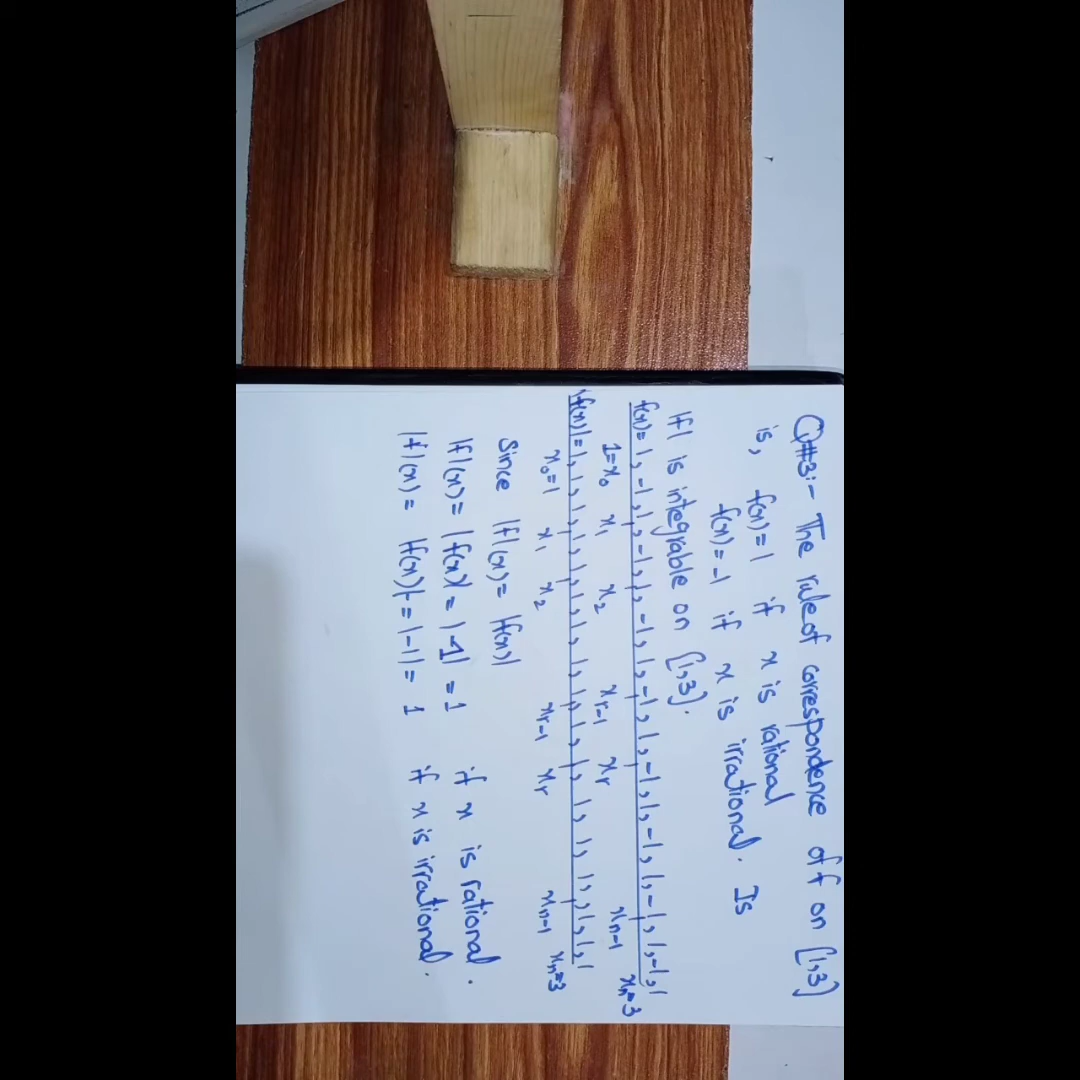 Q#3:- The rule of correspondence of f on [1,3]
is, f(x)=1 if x is rational
f(x)=-1 if x is irrational. Is
|f| is integrable on [1,3].
f(x)=1,-1,1,-1,1,-1,1,-1,1,-1,1,-1,1,-1,1,-1,1
1=x₀ x₁ x₂ xᵣ₋₁ xᵣ xₙ₋₁ xₙ=3
|f(x)|=1,1,1,1,1,1,1,1,1,1,1,1,1,1,1,1,1
x₀=1 x₁ x₂ xᵣ₋₁ xᵣ xₙ₋₁ xₙ=3
Since |f|(x)=|f(x)|
|f|(x)=|f(x)|=|1|=1 if x is rational.
|f|(x)=|f(x)|=|-1|=1 if x is irrational.